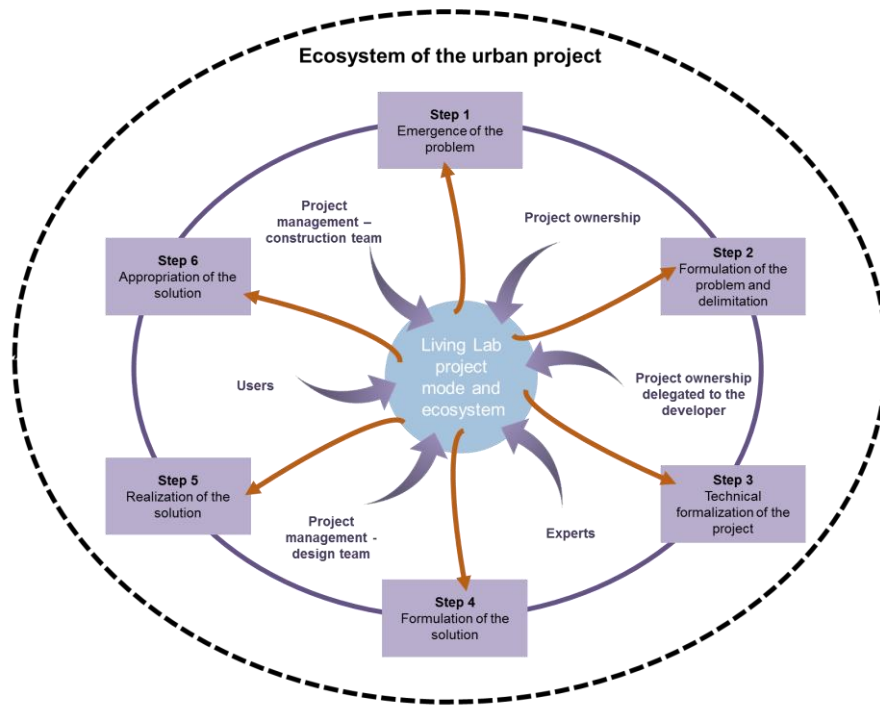 Ecosystem of the urban project
Step 1
Emergence of the
problem
Project
management –
construction team
Project ownership
Step 6
Appropriation of the
solution
Step 2
Formulation of the
problem and
delimitation
Living Lab
project
mode and
ecosystem
Users
Project ownership
delegated to the
developer
Step 5
Realization of the
solution
Step 3
Technical
formalization of the
project
Project
management -
design team
Experts
Step 4
Formulation of
the solution